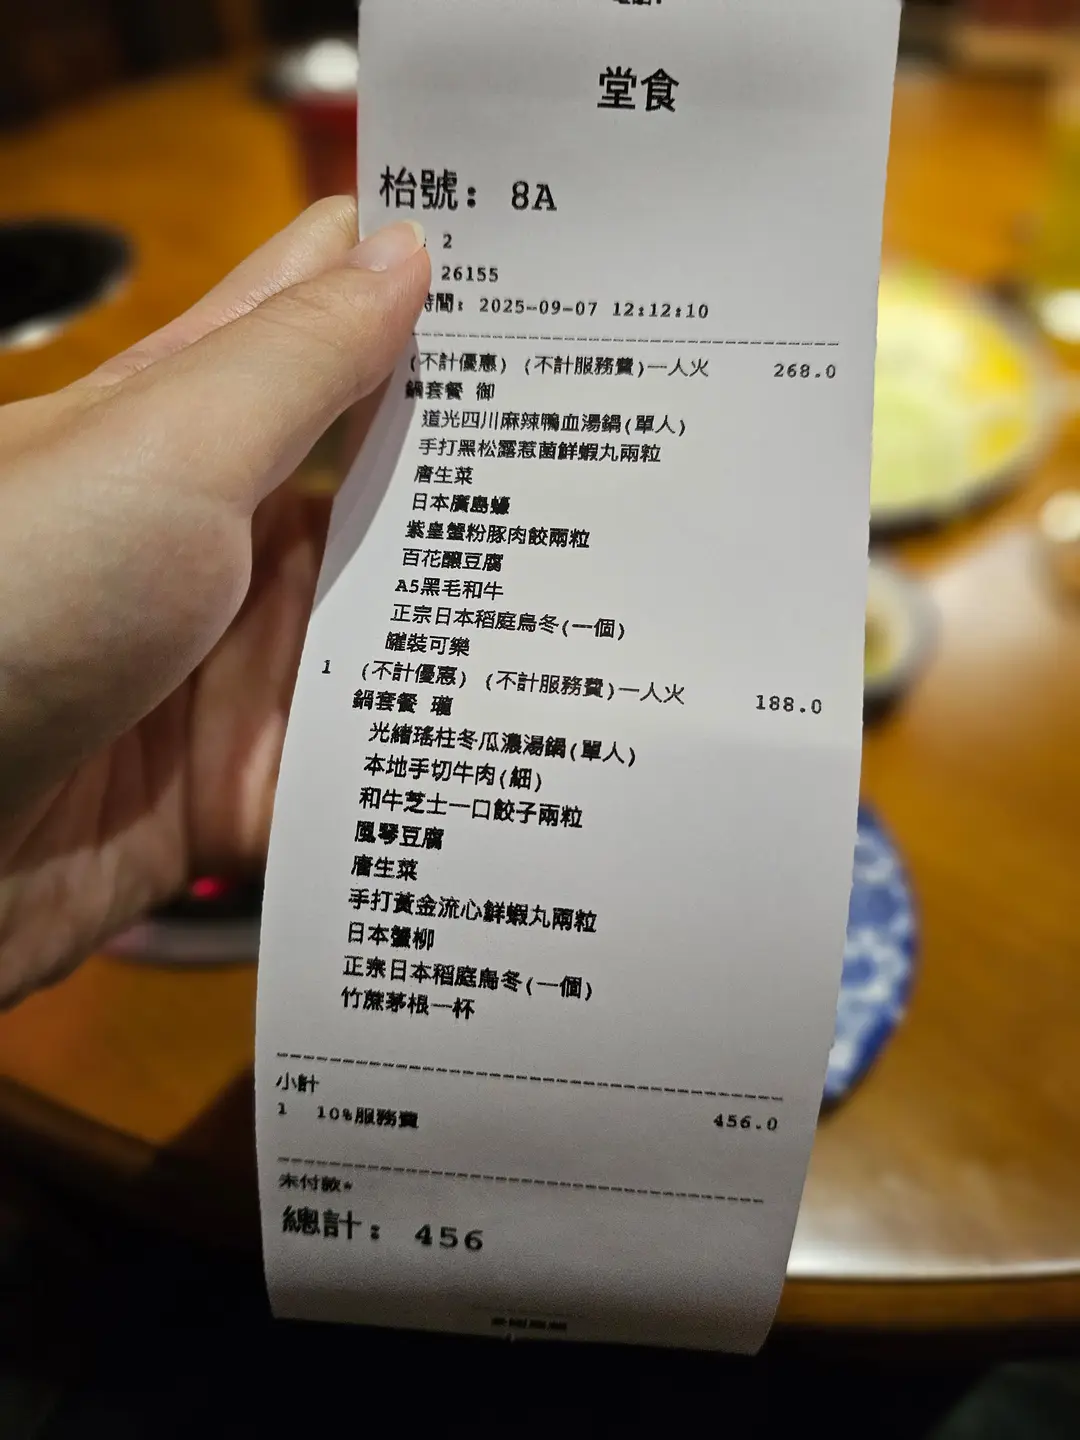 堂食
枱號: 8A
: 2
26155
時間: 2025-09-07 12:12:10
(不計優惠) (不計服務費)一人火 268.0
鍋套餐 御
道光四川麻辣鴨血湯鍋(單人)
手打黑松露惹菌鮮蝦丸兩粒
唐生菜
日本廣島蠔
紫皇蟹粉豚肉餃兩粒
百花釀豆腐
A5黑毛和牛
正宗日本稻庭烏冬(一個)
罐裝可樂
1 (不計優惠) (不計服務費)一人火 188.0
鍋套餐 瓏
光緒瑤柱冬瓜濃湯鍋(單人)
本地手切牛肉(細)
和牛芝士一口餃子兩粒
風琴豆腐
唐生菜
手打黃金流心鮮蝦丸兩粒
日本蟹柳
正宗日本稻庭烏冬(一個)
竹蔗茅根一杯
小計 456.0
1 10%服務費
未付款*
總計: 456